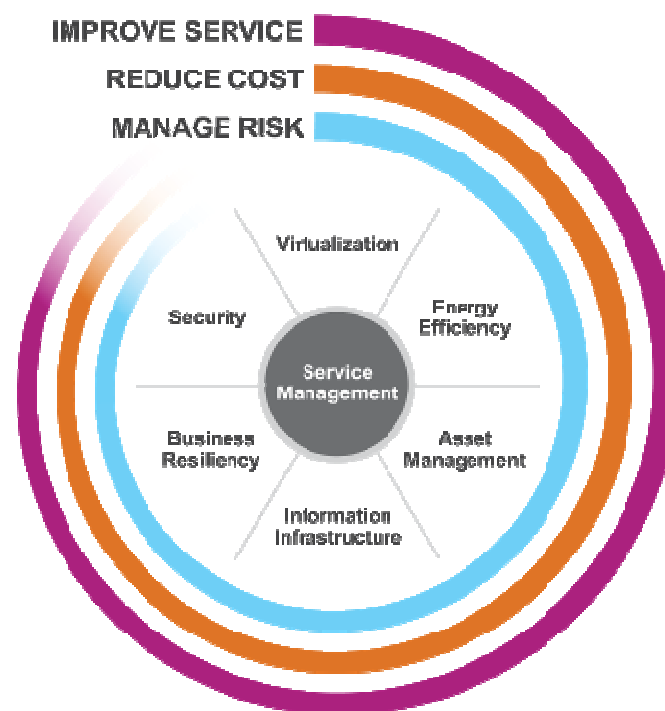 IMPROVE SERVICE
REDUCE COST
MANAGE RISK
Virtualization
Energy
Efficiency
Security
Service
Management
Business
Resiliency
Asset
Management
Information
Infrastructure